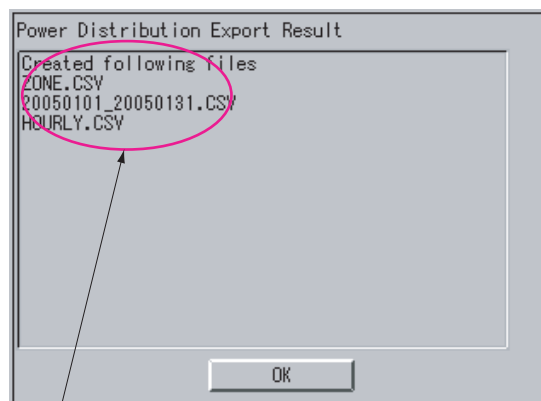 Power Distribution Export Result
Created following files
ZONE.CSV
20050101_20050131.CSV
HOURLY.CSV
OK